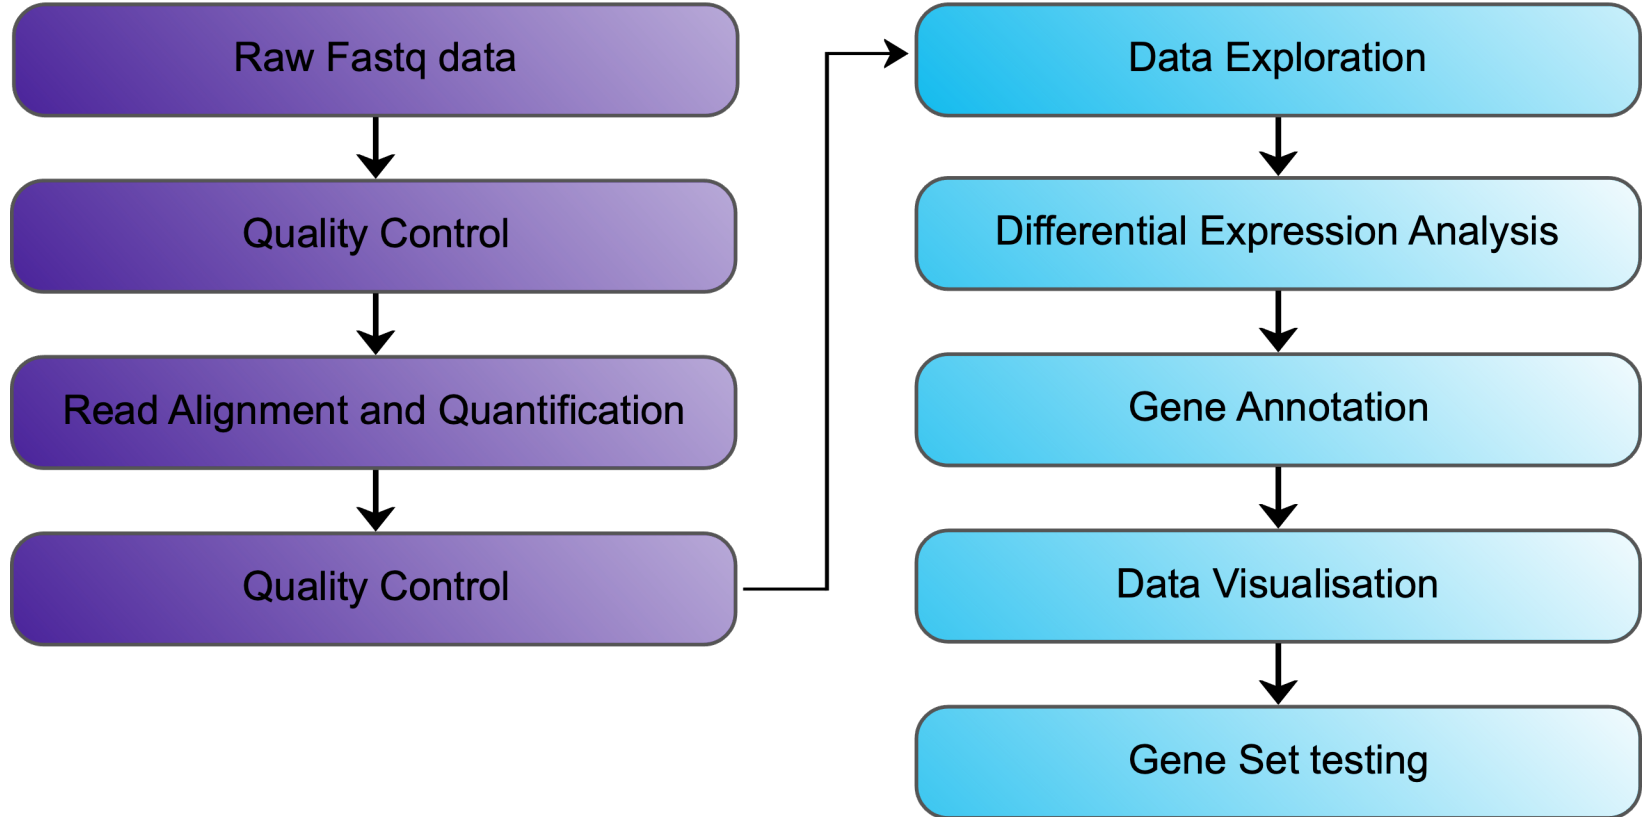 Raw Fastq data
Quality Control
Read Alignment and Quantification
Quality Control
Data Exploration
Differential Expression Analysis
Gene Annotation
Data Visualisation
Gene Set testing